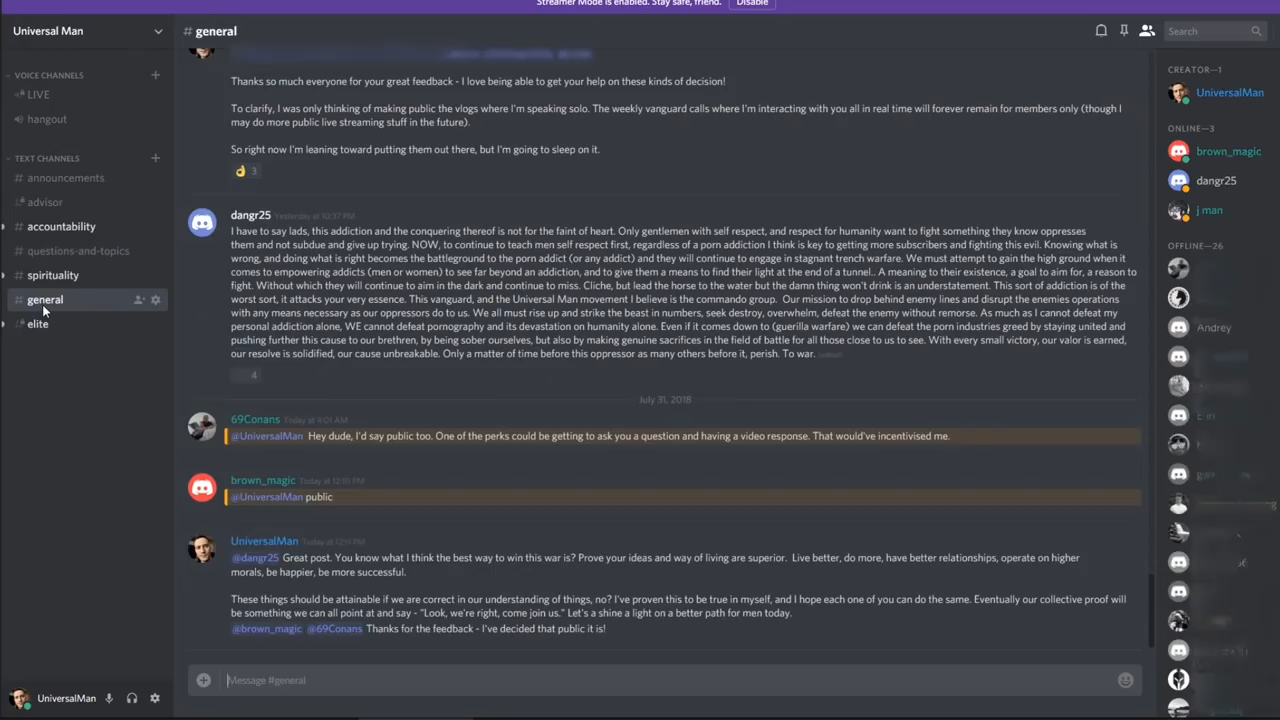 Streamer Mode is enabled. Stay safe, friend. Disable
Universal Man
# general
Search
VOICE CHANNELS
LIVE
hangout
TEXT CHANNELS
# announcements
advisor
# accountability
# questions-and-topics
# spirituality
# general
elite
Thanks so much everyone for your great feedback - I love being able to get your help on these kinds of decision!
To clarify, I was only thinking of making public the vlogs where I'm speaking solo. The weekly vanguard calls where I'm interacting with you all in real time will forever remain for members only (though I
may do more public live streaming stuff in the future).
So right now I'm leaning toward putting them out there, but I'm going to sleep on it.
👌 3
dangr25 Yesterday at 10:37 PM
I have to say lads, this addiction and the conquering thereof is not for the faint of heart. Only gentlemen with self respect, and respect for humanity want to fight something they know oppresses
them and not subdue and give up trying. NOW, to continue to teach men self respect first, regardless of a porn addiction I think is key to getting more subscribers and fighting this evil. Knowing what is
wrong, and doing what is right becomes the battleground to the porn addict (or any addict) and they will continue to engage in stagnant trench warfare. We must attempt to gain the high ground when it
comes to empowering addicts (men or women) to see far beyond an addiction, and to give them a means to find their light at the end of a tunnel.. A meaning to their existence, a goal to aim for, a reason to
fight. Without which they will continue to aim in the dark and continue to miss. Cliche, but lead the horse to the water but the damn thing won't drink is an understatement. This sort of addiction is of the
worst sort, it attacks your very essence. This vanguard, and the Universal Man movement I believe is the commando group. Our mission to drop behind enemy lines and disrupt the enemies operations
with any means necessary as our oppressors do to us. We all must rise up and strike the beast in numbers, seek destroy, overwhelm, defeat the enemy without remorse. As much as I cannot defeat my
personal addiction alone, WE cannot defeat pornography and its devastation on humanity alone. Even if it comes down to (guerilla warfare) we can defeat the porn industries greed by staying united and
pushing further this cause to our brethren, by being sober ourselves, but also by making genuine sacrifices in the field of battle for all those close to us to see. With every small victory, our valor is earned,
our resolve is solidified, our cause unbreakable. Only a matter of time before this oppressor as many others before it, perish. To war. (edited)
4
July 31, 2018
69Conans Today at 4:01 AM
@UniversalMan Hey dude, I'd say public too. One of the perks could be getting to ask you a question and having a video response. That would've incentivised me.
brown_magic Today at 12:10 PM
@UniversalMan public
UniversalMan Today at 12:11 PM
@dangr25 Great post. You know what I think the best way to win this war is? Prove your ideas and way of living are superior. Live better, do more, have better relationships, operate on higher
morals, be happier, be more successful.
These things should be attainable if we are correct in our understanding of things, no? I've proven this to be true in myself, and I hope each one of you can do the same. Eventually our collective proof will
be something we can all point at and say - "Look, we're right, come join us." Let's a shine a light on a better path for men today.
@brown_magic @69Conans Thanks for the feedback - I've decided that public it is!
Message #general
UniversalMan
CREATOR—1
UniversalMan
ONLINE—3
brown_magic
dangr25
j man
OFFLINE—26
Andrey